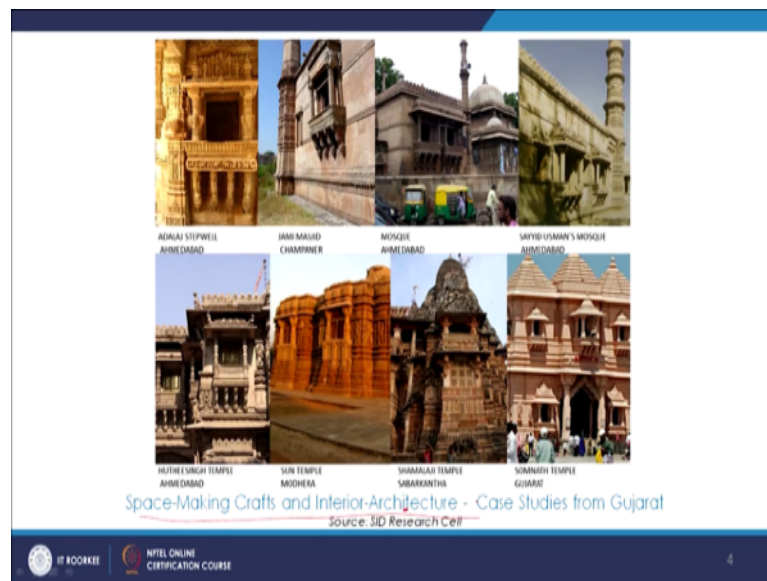 ADALAJ STEPWELL
AHMEDABAD
JAMI MASJID
CHAMPANER
MOSQUE
AHMEDABAD
SAYYID USMAN'S MOSQUE
AHMEDABAD
HUTHEESINGH TEMPLE
AHMEDABAD
SUN TEMPLE
MODHERA
SHAMALAJI TEMPLE
SABARKANTHA
SOMNATH TEMPLE
GUJARAT
Space-Making Crafts and Interior-Architecture - Case Studies from Gujarat
Source: SID Research Cell
IIT ROORKEE
NPTEL ONLINE
CERTIFICATION COURSE
4